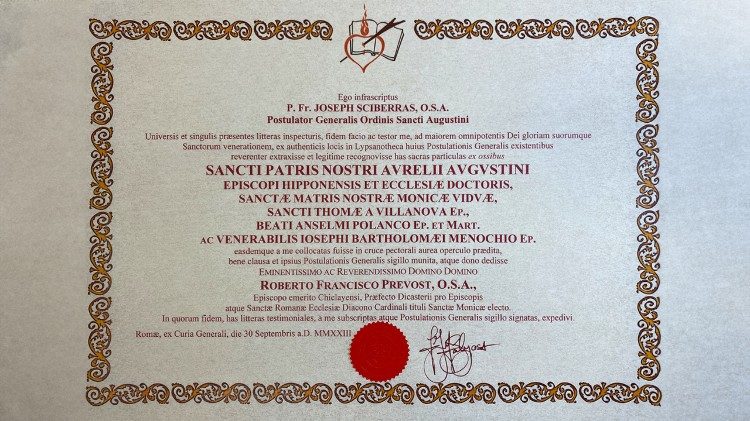 Ego infrascriptus
P. Fr. JOSEPH SCIBERRAS, O.S.A.
Postulator Generalis Ordinis Sancti Augustini
Universis et singulis præsentes litteras inspecturis, fidem facio ac testor me, ad maiorem omnipotentis Dei gloriam suorumque
Sanctorum venerationem, ex authenticis locis in Lypsanotheca huius Postulationis Generalis existentibus
reverenter extraxisse et legitime recognovisse has sacras particulas ex ossibus
SANCTI PATRIS NOSTRI AVRELII AVGVSTINI
EPISCOPI HIPPONENSIS ET ECCLESIÆ DOCTORIS,
SANCTÆ MATRIS NOSTRÆ MONICÆ VIDVÆ,
SANCTI THOMÆ A VILLANOVA EP.,
BEATI ANSELMI POLANCO EP. ET MART.
AC VENERABILIS IOSEPHI BARTHOLOMÆI MENOCHIO EP.
easdemque a me collocatas fuisse in cruce pectorali aurea operculo prædita,
bene clausa et ipsius Postulationis Generalis sigillo munita, atque dono dedisse
EMINENTISSIMO AC REVERENDISSIMO DOMINO DOMINO
ROBERTO FRANCISCO PREVOST, O.S.A.,
Episcopo emerito Chiclayensi, Præfecto Dicasterii pro Episcopis
atque Sanctæ Romanæ Ecclesiæ Diacono Cardinali tituli Sanctæ Monicæ electo.
In quorum fidem, has litteras testimoniales, a me subscriptas atque Postulationis Generalis sigillo signatas, expedivi.
Romæ, ex Curia Generali, die 30 Septembris a.D. MMXXIII